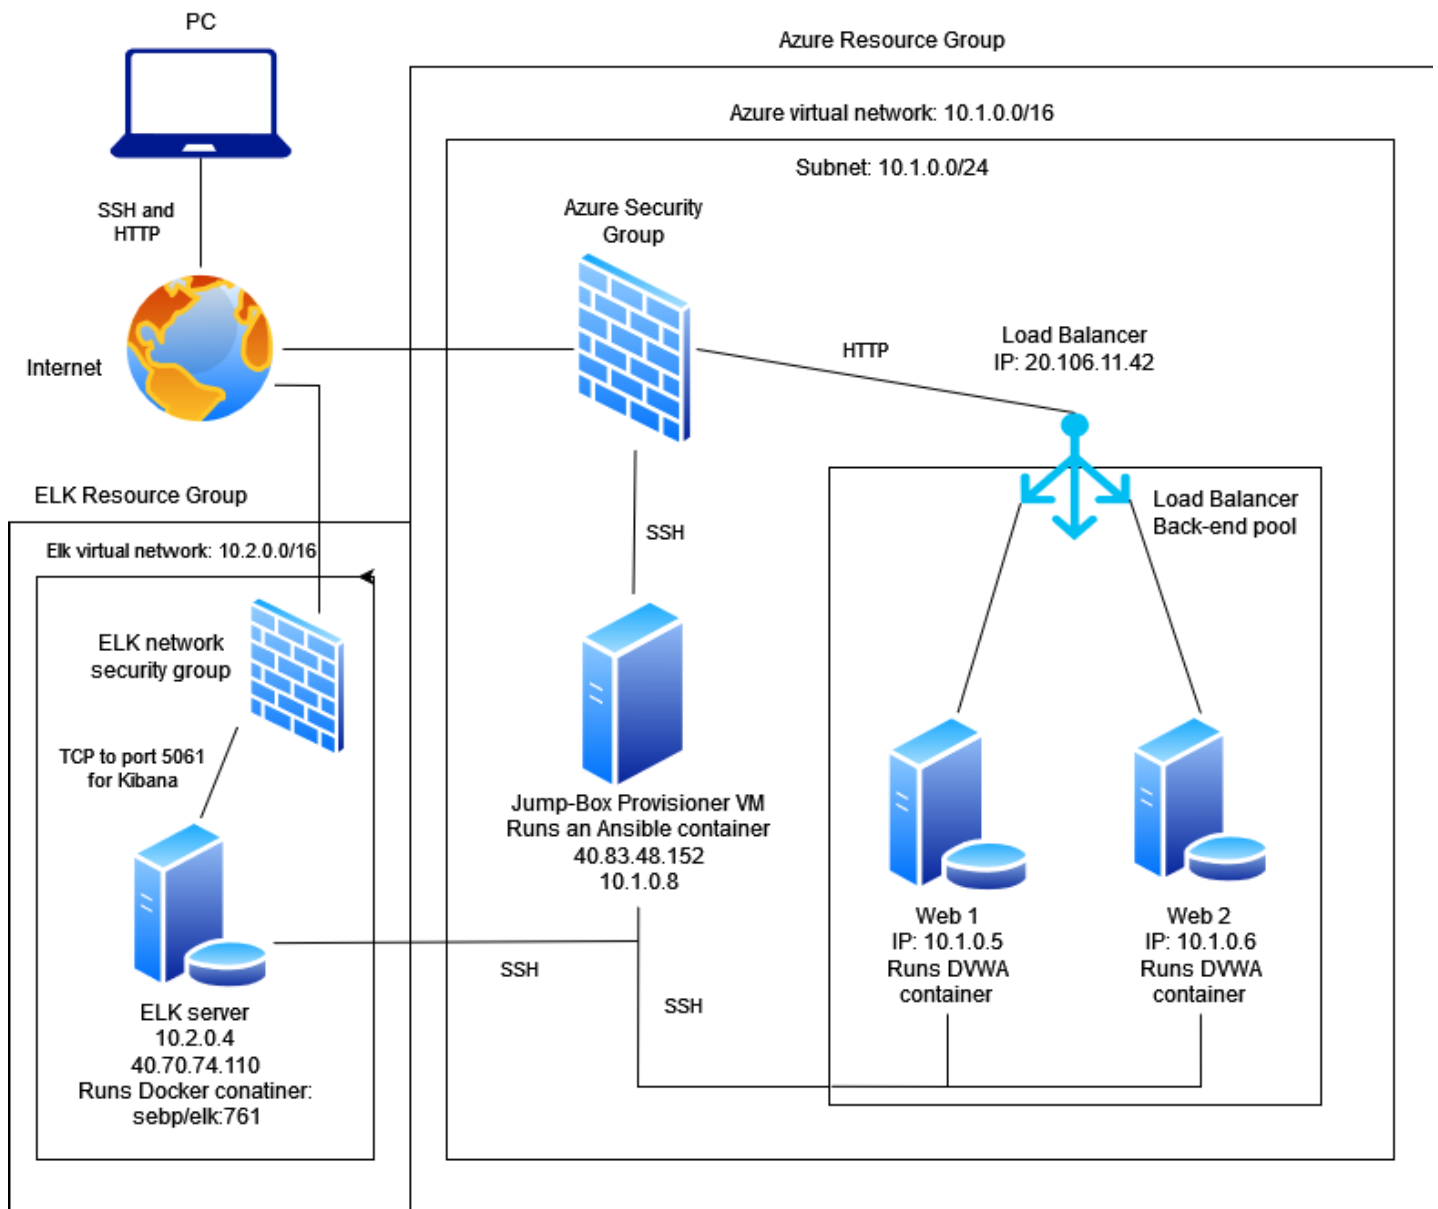 PC
Azure Resource Group
Azure virtual network: 10.1.0.0/16
Subnet: 10.1.0.0/24
SSH and
HTTP
Azure Security
Group
Internet
HTTP
Load Balancer
IP: 20.106.11.42
ELK Resource Group
Load Balancer
Back-end pool
Elk virtual network: 10.2.0.0/16
SSH
ELK network
security group
TCP to port 5061
for Kibana
Jump-Box Provisioner VM
Runs an Ansible container
40.83.48.152
10.1.0.8
Web 1
IP: 10.1.0.5
Runs DVWA
container
Web 2
IP: 10.1.0.6
Runs DVWA
container
SSH
SSH
ELK server
10.2.0.4
40.70.74.110
Runs Docker conatiner:
sebp/elk:761